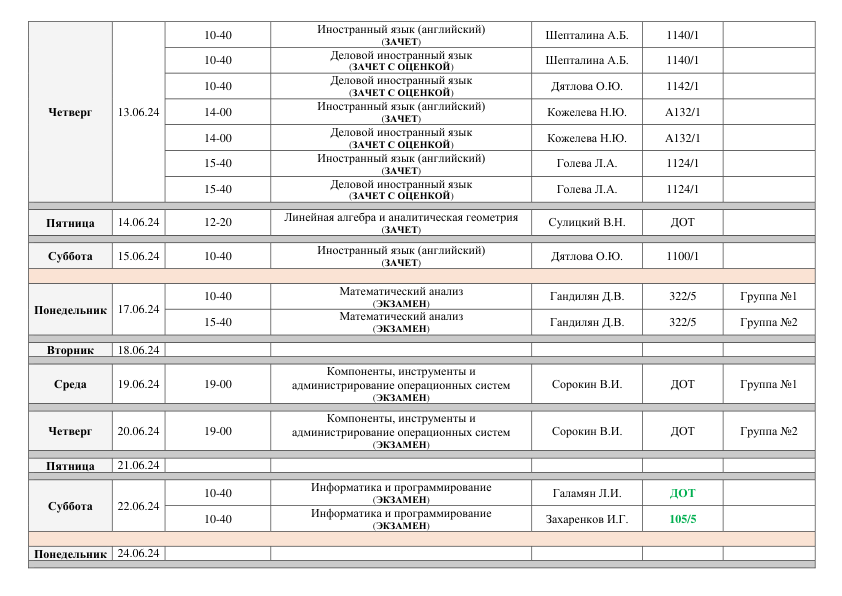 Четверг 13.06.24 10-40 Иностранный язык (английский) Шепталина А.Б. 1140/1
(ЗАЧЕТ)
10-40 Деловой иностранный язык Шепталина А.Б. 1140/1
(ЗАЧЕТ С ОЦЕНКОЙ)
10-40 Деловой иностранный язык Дятлова О.Ю. 1142/1
(ЗАЧЕТ С ОЦЕНКОЙ)
14-00 Иностранный язык (английский) Кожелева Н.Ю. А132/1
(ЗАЧЕТ)
14-00 Деловой иностранный язык Кожелева Н.Ю. А132/1
(ЗАЧЕТ С ОЦЕНКОЙ)
15-40 Иностранный язык (английский) Голева Л.А. 1124/1
(ЗАЧЕТ)
15-40 Деловой иностранный язык Голева Л.А. 1124/1
(ЗАЧЕТ С ОЦЕНКОЙ)
Пятница 14.06.24 12-20 Линейная алгебра и аналитическая геометрия Сулицкий В.Н. ДОТ
(ЗАЧЕТ)
Суббота 15.06.24 10-40 Иностранный язык (английский) Дятлова О.Ю. 1100/1
(ЗАЧЕТ)
Понедельник 17.06.24 10-40 Математический анализ Гандилян Д.В. 322/5 Группа №1
(ЭКЗАМЕН)
15-40 Математический анализ Гандилян Д.В. 322/5 Группа №2
(ЭКЗАМЕН)
Вторник 18.06.24
Среда 19.06.24 19-00 Компоненты, инструменты и
администрирование операционных систем Сорокин В.И. ДОТ Группа №1
(ЭКЗАМЕН)
Четверг 20.06.24 19-00 Компоненты, инструменты и
администрирование операционных систем Сорокин В.И. ДОТ Группа №2
(ЭКЗАМЕН)
Пятница 21.06.24
Суббота 22.06.24 10-40 Информатика и программирование Галамян Л.И. ДОТ
(ЭКЗАМЕН)
10-40 Информатика и программирование Захаренков И.Г. 105/5
(ЭКЗАМЕН)
Понедельник 24.06.24